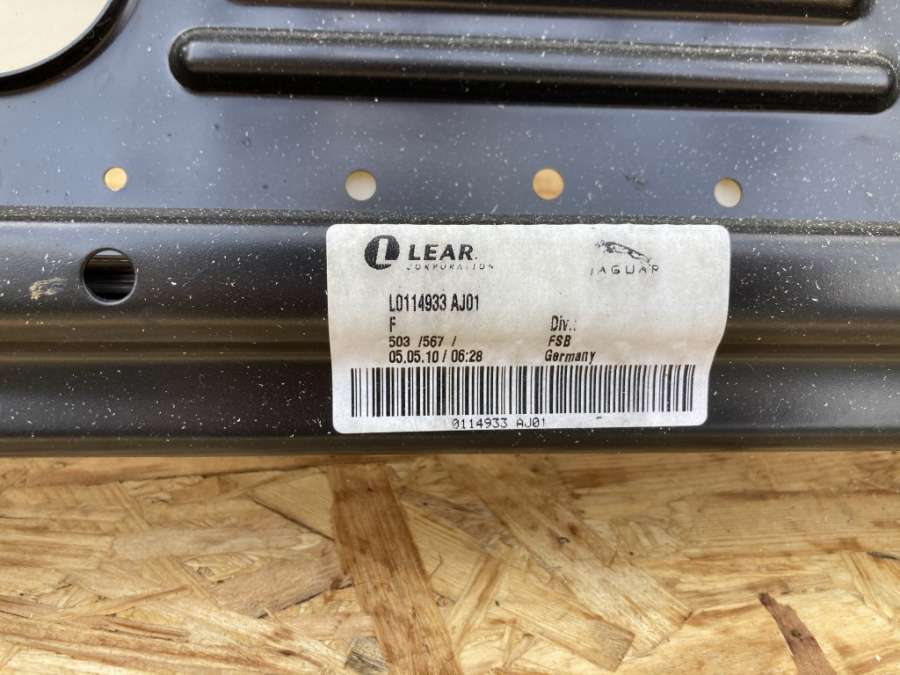 LEAR.
CORPORATION
JAGUAR
L0114933 AJ01
F
Div.:
503 /567 /
FSB
05.05.10 / 06:28
Germany
0114933 AJ01